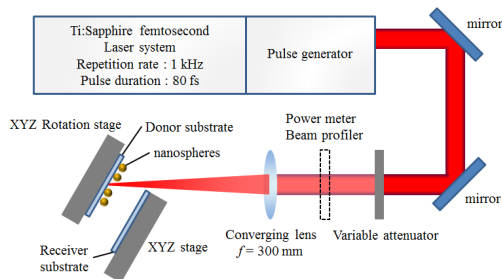 Ti:Sapphire femtosecond
Laser system
Repetition rate : 1 kHz
Pulse duration : 80 fs
Pulse generator
mirror
XYZ Rotation stage
Donor substrate
nanospheres
Power meter
Beam profiler
mirror
Receiver
substrate
XYZ stage
Converging lens
f = 300 mm
Variable attenuator